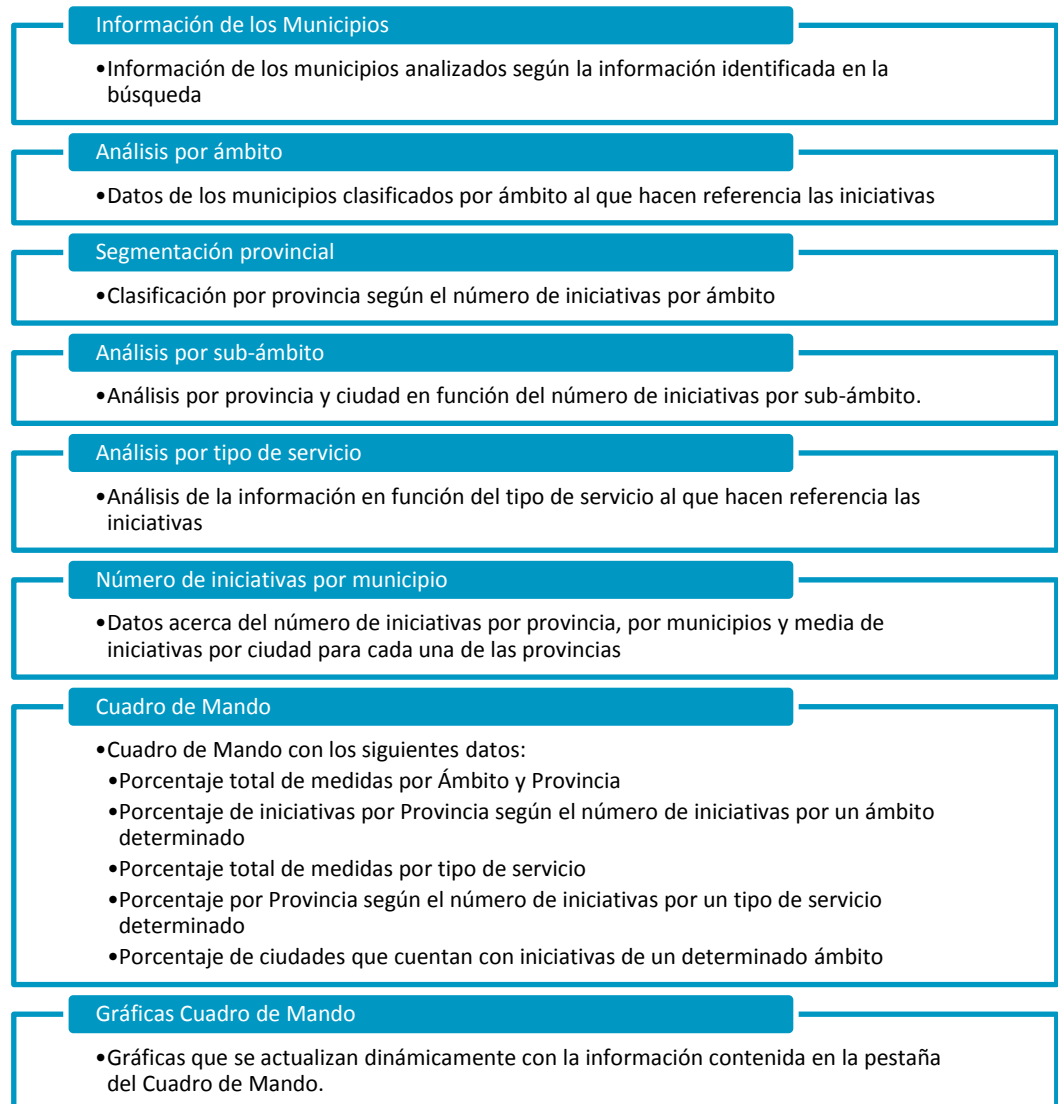 Información de los Municipios
•Información de los municipios analizados según la información identificada en la
búsqueda
Análisis por ámbito
•Datos de los municipios clasificados por ámbito al que hacen referencia las iniciativas
Segmentación provincial
•Clasificación por provincia según el número de iniciativas por ámbito
Análisis por sub-ámbito
•Análisis por provincia y ciudad en función del número de iniciativas por sub-ámbito.
Análisis por tipo de servicio
•Análisis de la información en función del tipo de servicio al que hacen referencia las
iniciativas
Número de iniciativas por municipio
•Datos acerca del número de iniciativas por provincia, por municipios y media de
iniciativas por ciudad para cada una de las provincias
Cuadro de Mando
•Cuadro de Mando con los siguientes datos:
•Porcentaje total de medidas por Ámbito y Provincia
•Porcentaje de iniciativas por Provincia según el número de iniciativas por un ámbito
determinado
•Porcentaje total de medidas por tipo de servicio
•Porcentaje por Provincia según el número de iniciativas por un tipo de servicio
determinado
•Porcentaje de ciudades que cuentan con iniciativas de un determinado ámbito
Gráficas Cuadro de Mando
•Gráficas que se actualizan dinámicamente con la información contenida en la pestaña
del Cuadro de Mando.